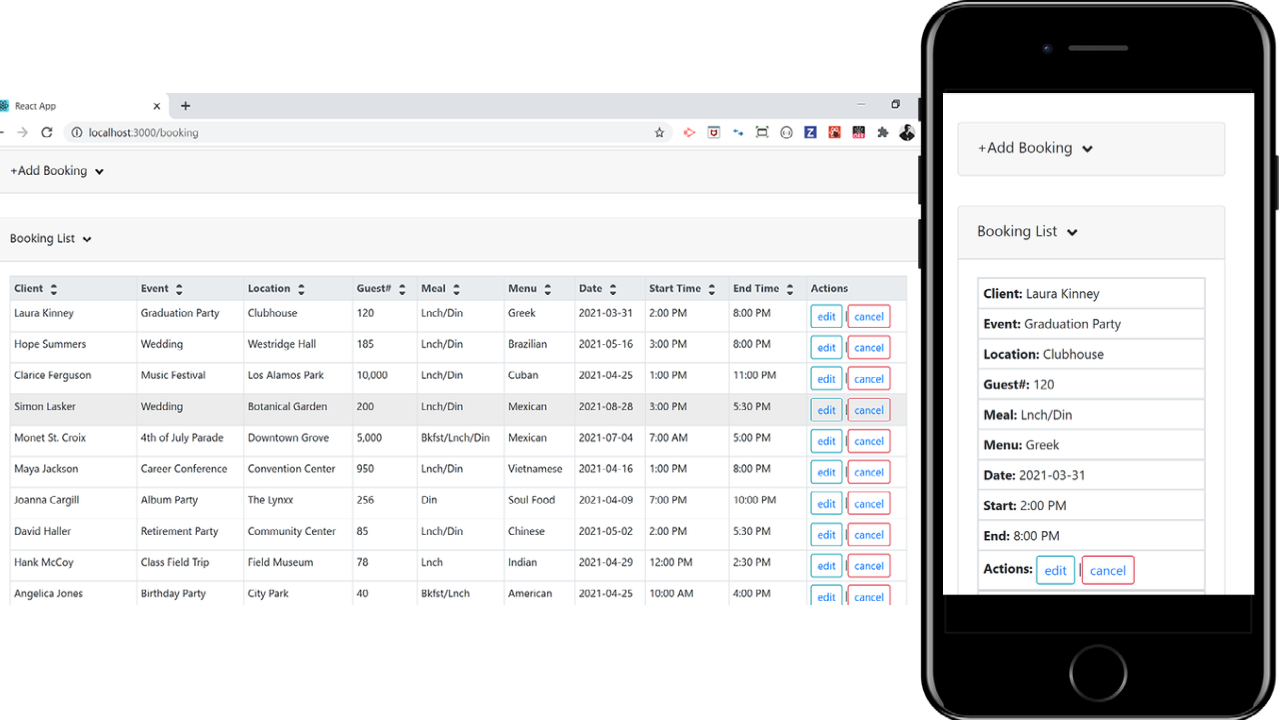 React App
localhost:3000/booking
+Add Booking
Booking List
Client Event Location Guest# Meal Menu Date Start Time End Time Actions
Laura Kinney Graduation Party Clubhouse 120 Lnch/Din Greek 2021-03-31 2:00 PM 8:00 PM edit | cancel
Hope Summers Wedding Westridge Hall 185 Lnch/Din Brazilian 2021-05-16 3:00 PM 8:00 PM edit | cancel
Clarice Ferguson Music Festival Los Alamos Park 10,000 Lnch/Din Cuban 2021-04-25 1:00 PM 11:00 PM edit | cancel
Simon Lasker Wedding Botanical Garden 200 Lnch/Din Mexican 2021-08-28 3:00 PM 5:30 PM edit | cancel
Monet St. Croix 4th of July Parade Downtown Grove 5,000 Bkfst/Lnch/Din Mexican 2021-07-04 7:00 AM 5:00 PM edit | cancel
Maya Jackson Career Conference Convention Center 950 Lnch/Din Vietnamese 2021-04-16 1:00 PM 8:00 PM edit | cancel
Joanna Cargill Album Party The Lynxx 256 Din Soul Food 2021-04-09 7:00 PM 10:00 PM edit | cancel
David Haller Retirement Party Community Center 85 Lnch/Din Chinese 2021-05-02 2:00 PM 5:30 PM edit | cancel
Hank McCoy Class Field Trip Field Museum 78 Lnch Indian 2021-04-29 12:00 PM 2:30 PM edit | cancel
Angelica Jones Birthday Party City Park 40 Bkfst/Lnch American 2021-04-25 10:00 AM 4:00 PM edit | cancel
+Add Booking
Booking List
Client: Laura Kinney
Event: Graduation Party
Location: Clubhouse
Guest#: 120
Meal: Lnch/Din
Menu: Greek
Date: 2021-03-31
Start: 2:00 PM
End: 8:00 PM
Actions: edit | cancel